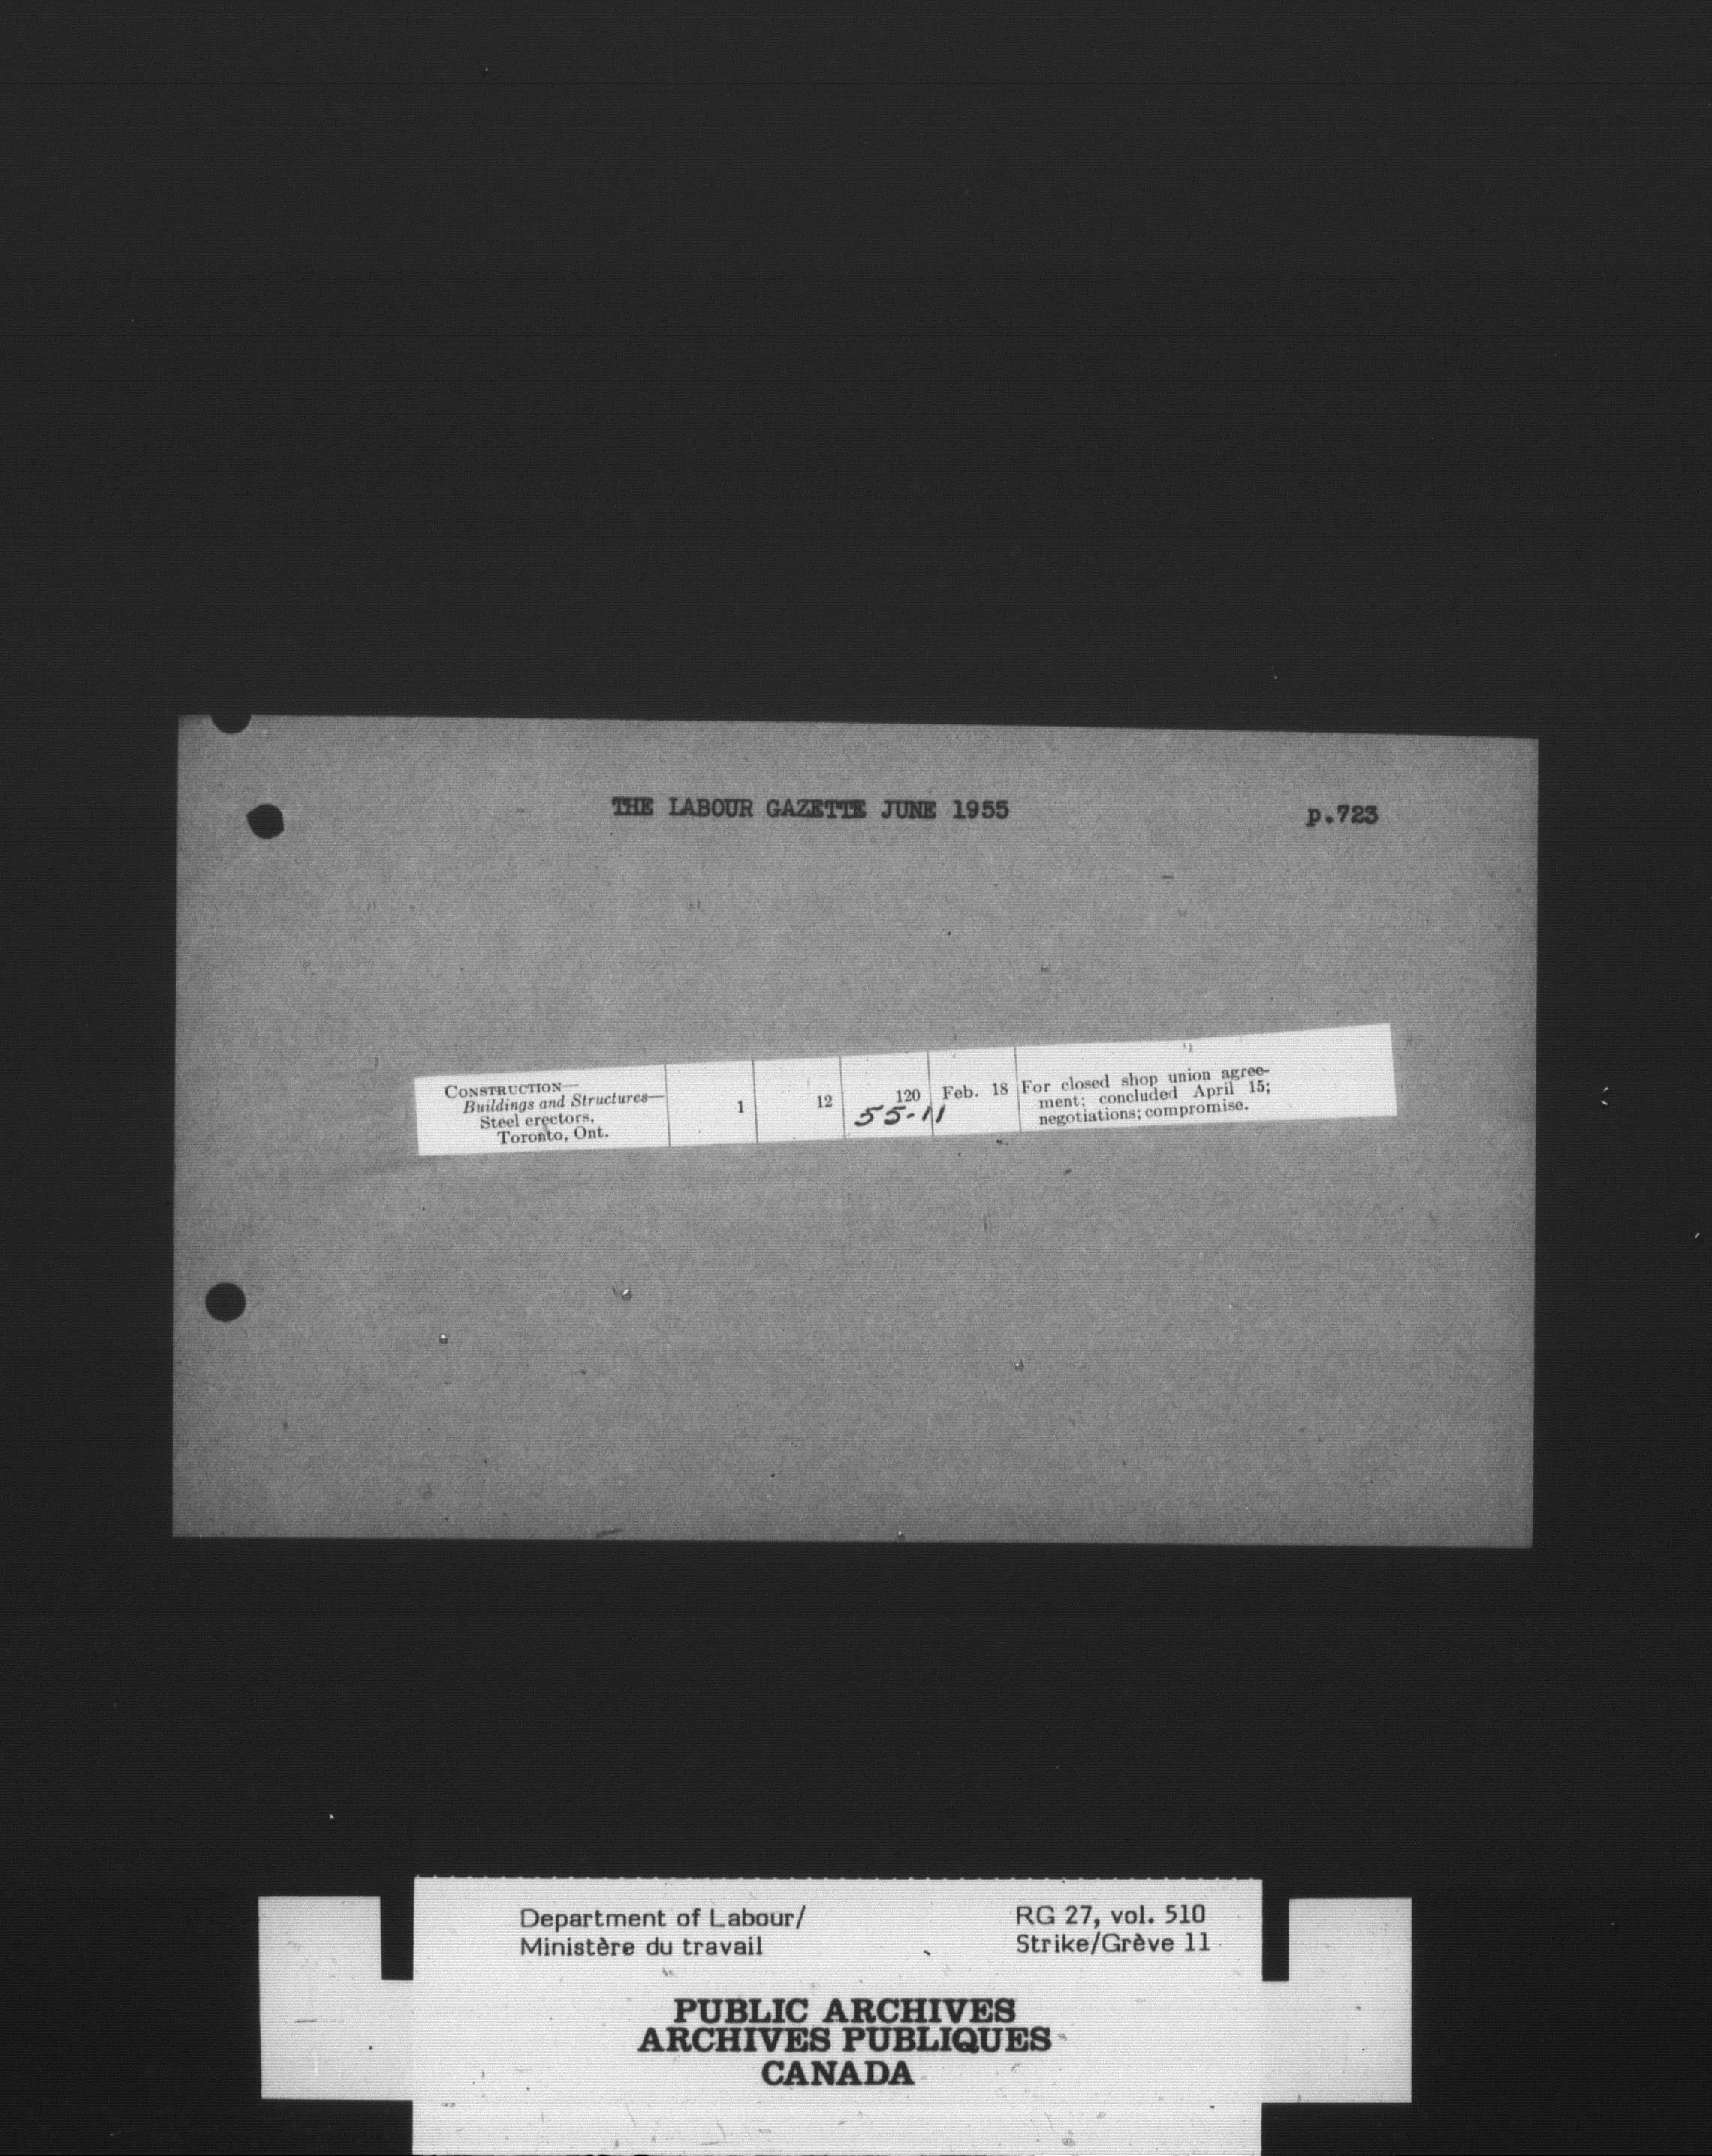 THE LABOUR GAZETTE JUNE 1955 p.723
CONSTRUCTION—
Buildings and Structures—
Steel erectors,
Toronto, Ont.
1
12
120
55-11
Feb. 18
For closed shop union agree-
ment; concluded April 15;
negotiations; compromise.
Department of Labour/
Ministère du travail
RG 27, vol. 510
Strike/Grève 11
PUBLIC ARCHIVES
ARCHIVES PUBLIQUES
CANADA